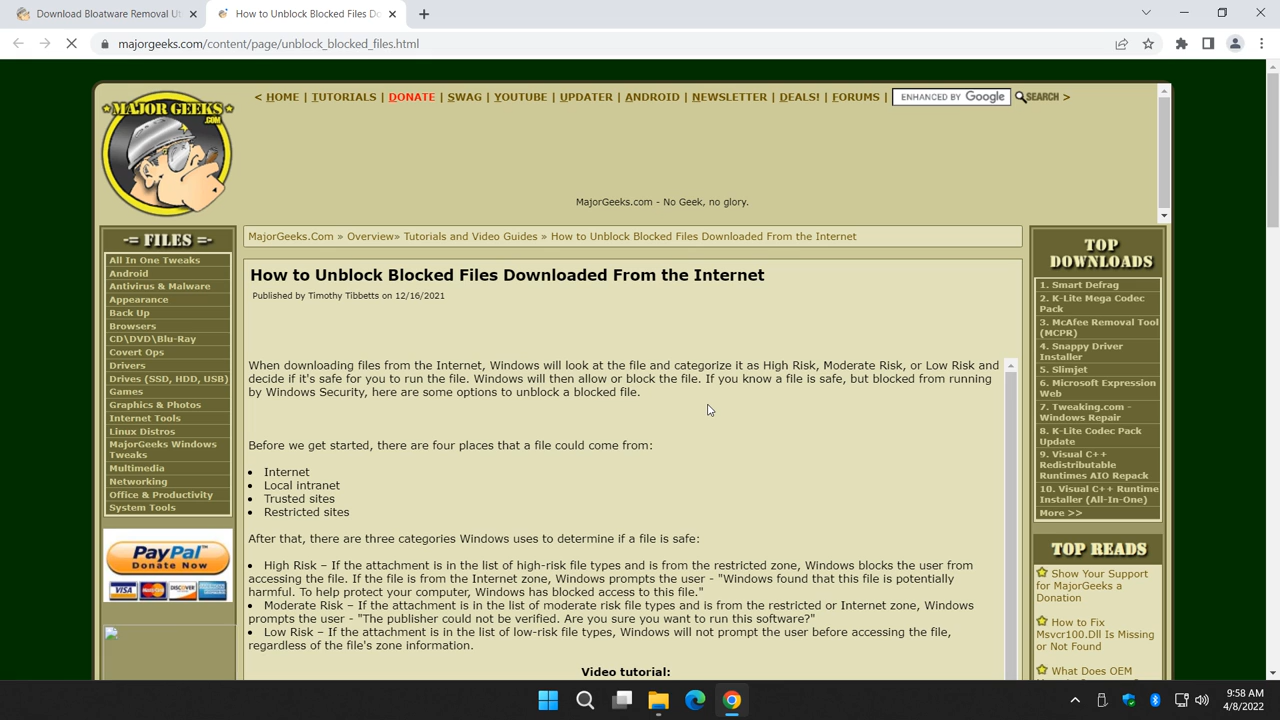 Download Bloatware Removal Ut
How to Unblock Blocked Files Do
majorgeeks.com/content/page/unblock_blocked_files.html
MAJOR GEEKS
.COM
< HOME | TUTORIALS | DONATE | SWAG | YOUTUBE | UPDATER | ANDROID | NEWSLETTER | DEALS! | FORUMS | ENHANCED BY Google SEARCH >
MajorGeeks.com - No Geek, no glory.
-= FILES =-
All In One Tweaks
Android
Antivirus & Malware
Appearance
Back Up
Browsers
CD\DVD\Blu-Ray
Covert Ops
Drivers
Drives (SSD, HDD, USB)
Games
Graphics & Photos
Internet Tools
Linux Distros
MajorGeeks Windows
Tweaks
Multimedia
Networking
Office & Productivity
System Tools
PayPal
Donate Now
VISA
MajorGeeks.Com » Overview» Tutorials and Video Guides » How to Unblock Blocked Files Downloaded From the Internet
How to Unblock Blocked Files Downloaded From the Internet
Published by Timothy Tibbetts on 12/16/2021
When downloading files from the Internet, Windows will look at the file and categorize it as High Risk, Moderate Risk, or Low Risk and
decide if it's safe for you to run the file. Windows will then allow or block the file. If you know a file is safe, but blocked from running
by Windows Security, here are some options to unblock a blocked file.
Before we get started, there are four places that a file could come from:
• Internet
• Local intranet
• Trusted sites
• Restricted sites
After that, there are three categories Windows uses to determine if a file is safe:
• High Risk – If the attachment is in the list of high-risk file types and is from the restricted zone, Windows blocks the user from
accessing the file. If the file is from the Internet zone, Windows prompts the user - "Windows found that this file is potentially
harmful. To help protect your computer, Windows has blocked access to this file."
• Moderate Risk – If the attachment is in the list of moderate risk file types and is from the restricted or Internet zone, Windows
prompts the user - "The publisher could not be verified. Are you sure you want to run this software?"
• Low Risk – If the attachment is in the list of low-risk file types, Windows will not prompt the user before accessing the file,
regardless of the file's zone information.
Video tutorial:
TOP
DOWNLOADS
1. Smart Defrag
2. K-Lite Mega Codec
Pack
3. McAfee Removal Tool
(MCPR)
4. Snappy Driver
Installer
5. Slimjet
6. Microsoft Expression
Web
7. Tweaking.com -
Windows Repair
8. K-Lite Codec Pack
Update
9. Visual C++
Redistributable
Runtimes AIO Repack
10. Visual C++ Runtime
Installer (All-In-One)
More >>
TOP READS
Show Your Support
for MajorGeeks a
Donation
How to Fix
Msvcr100.Dll Is Missing
or Not Found
What Does OEM
9:58 AM
4/8/2022